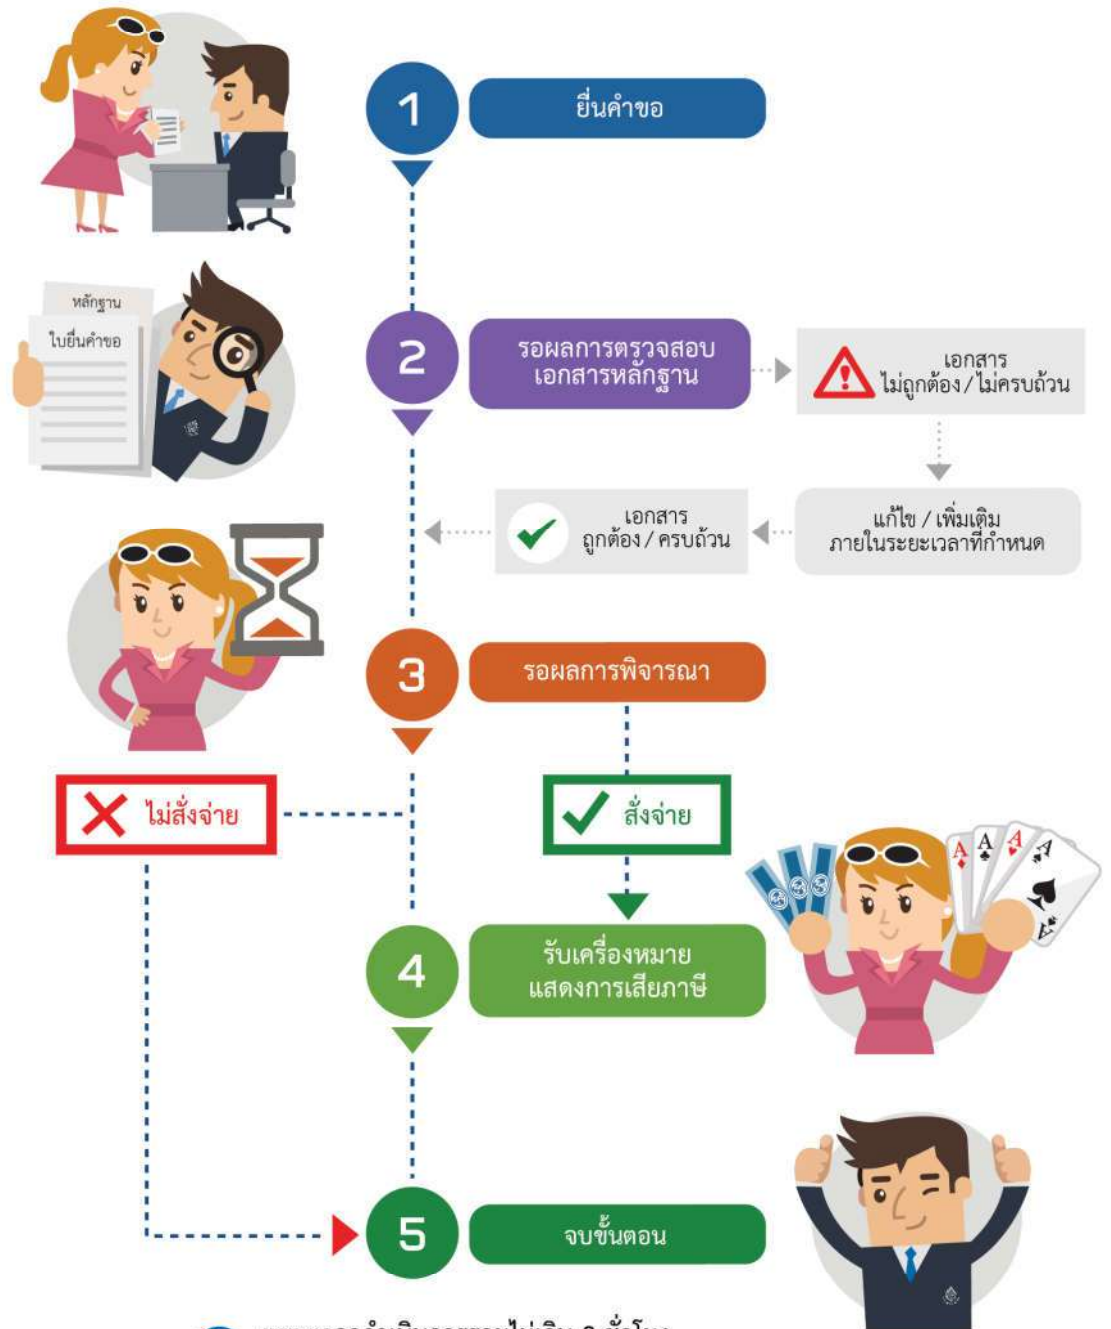 1
ยื่นคำขอ
หลักฐาน
ใบยื่นคำขอ
2
รอผลการตรวจสอบ
เอกสารหลักฐาน
เอกสาร
ไม่ถูกต้อง / ไม่ครบถ้วน
แก้ไข / เพิ่มเติม
ภายในระยะเวลาที่กำหนด
เอกสาร
ถูกต้อง / ครบถ้วน
3
รอผลการพิจารณา
ไม่สั่งจ่าย
สั่งจ่าย
A A A A
A
4
รับเครื่องหมาย
แสดงการเสียภาษี
5
จบขั้นตอน